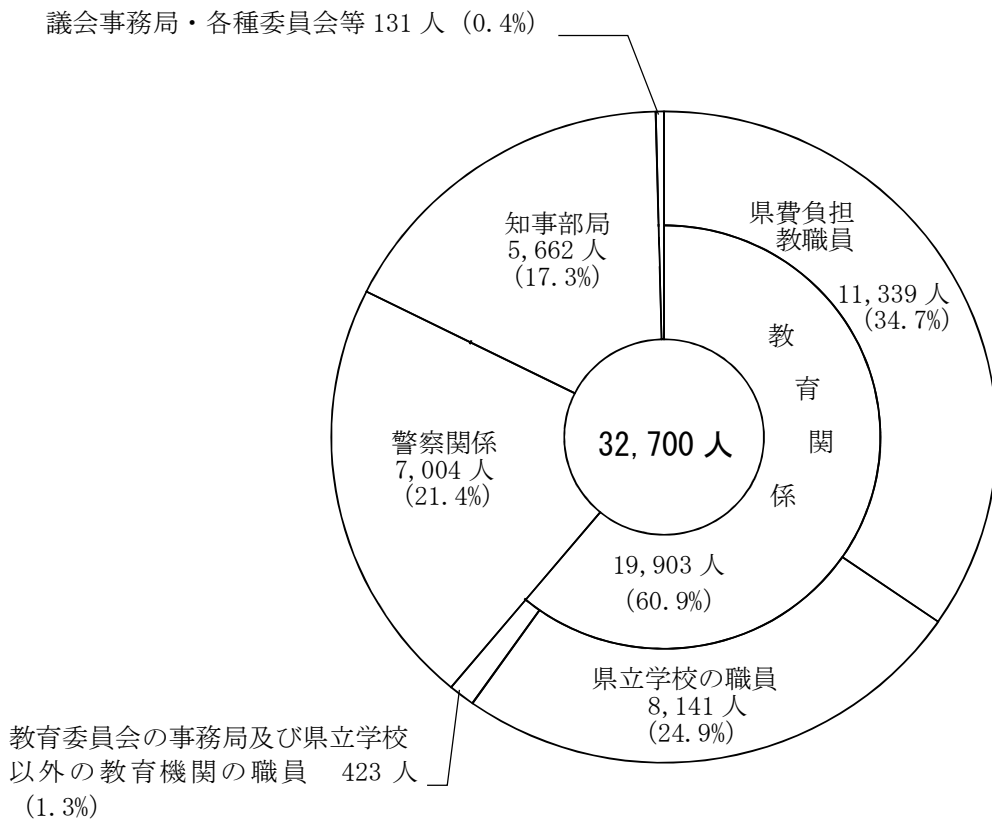 議会事務局・各種委員会等 131 人 (0.4%)
知事部局
5,662 人
(17.3%)
県費負担
教職員
11,339 人
(34.7%)
教
育
関
係
32,700 人
警察関係
7,004 人
(21.4%)
19,903 人
(60.9%)
県立学校の職員
8,141 人
(24.9%)
教育委員会の事務局及び県立学校
以外の教育機関の職員 423 人
(1.3%)